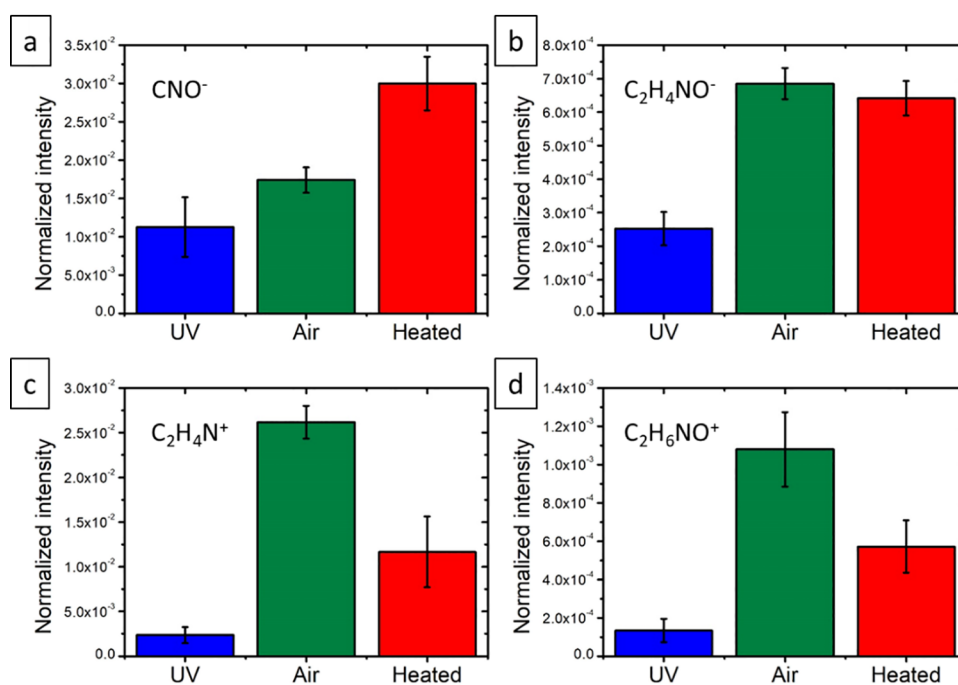 a
3.5x10⁻²
3.0x10⁻²
2.5x10⁻²
2.0x10⁻²
1.5x10⁻²
1.0x10⁻²
5.0x10⁻³
0.0
Normalized intensity
CNO⁻
UV Air Heated
b
8.0x10⁻⁴
7.0x10⁻⁴
6.0x10⁻⁴
5.0x10⁻⁴
4.0x10⁻⁴
3.0x10⁻⁴
2.0x10⁻⁴
1.0x10⁻⁴
0.0
Normalized intensity
C₂H₄NO⁻
UV Air Heated
c
3.0x10⁻²
2.5x10⁻²
2.0x10⁻²
1.5x10⁻²
1.0x10⁻²
5.0x10⁻³
0.0
Normalized intensity
C₂H₄N⁺
UV Air Heated
d
1.4x10⁻³
1.2x10⁻³
1.0x10⁻³
8.0x10⁻⁴
6.0x10⁻⁴
4.0x10⁻⁴
2.0x10⁻⁴
0.0
Normalized intensity
C₂H₆NO⁺
UV Air Heated